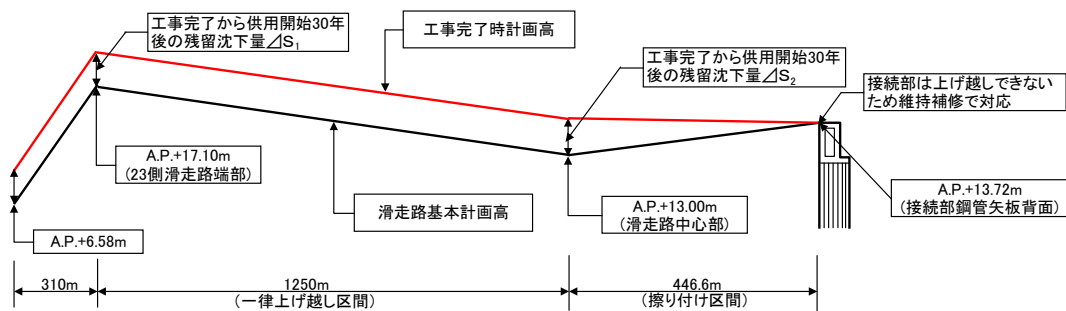 工事完了から供用開始30年
後の残留沈下量⊿S₁
工事完了時計画高
工事完了から供用開始30年
後の残留沈下量⊿S₂
接続部は上げ越しできない
ため維持補修で対応
A.P.+17.10m
(23側滑走路端部)
滑走路基本計画高
A.P.+13.00m
(滑走路中心部)
A.P.+13.72m
(接続部鋼管矢板背面)
A.P.+6.58m
310m
1250m
(一律上げ越し区間)
446.6m
(擦り付け区間)